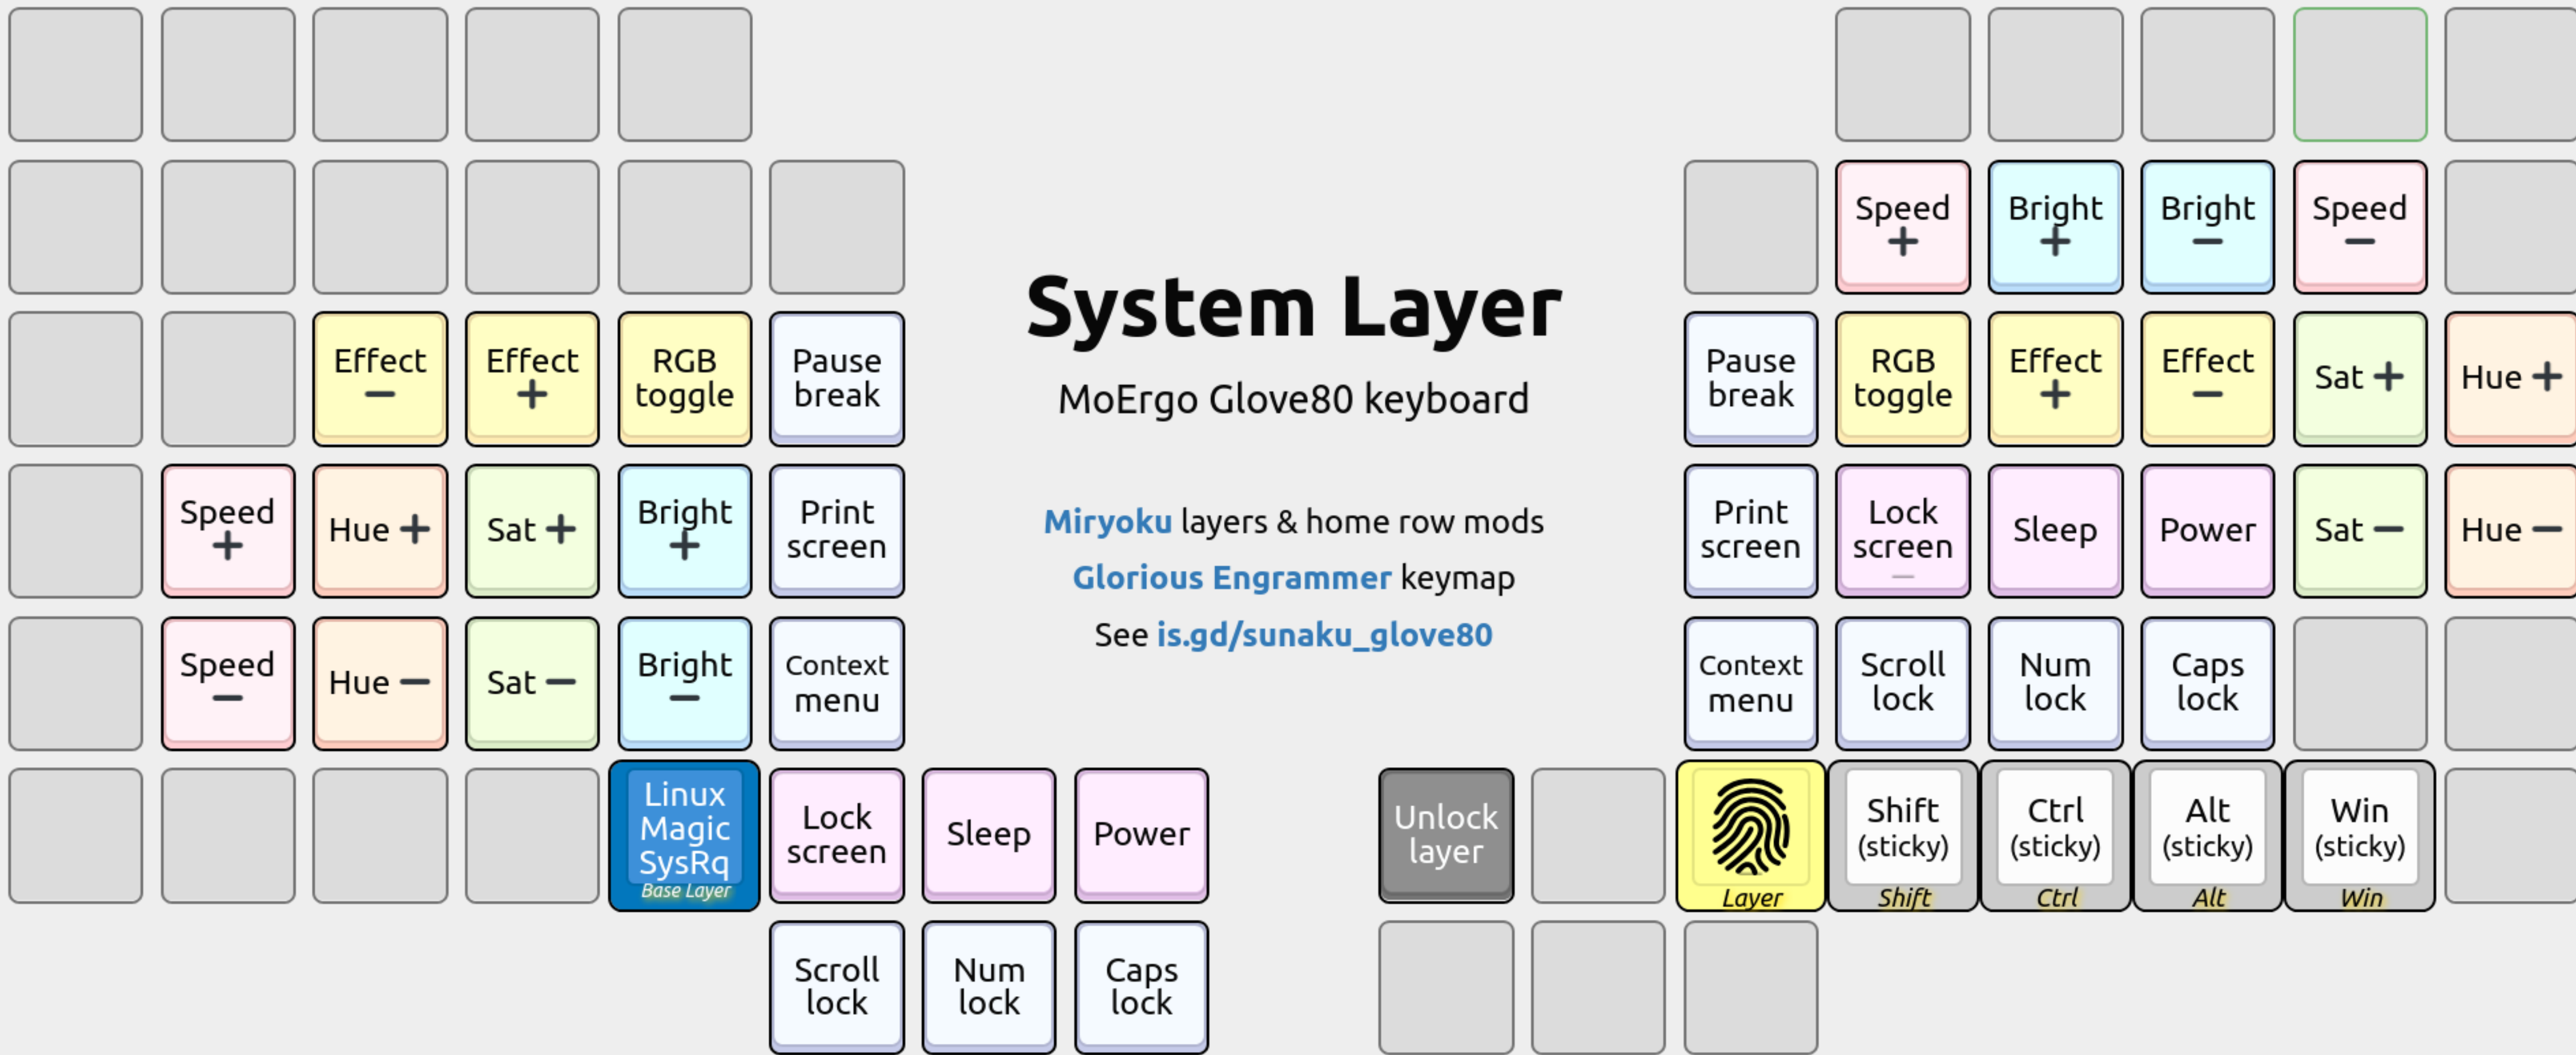 Speed
+
Bright
+
Bright
−
Speed
−
System Layer
MoErgo Glove80 keyboard
Effect
−
Effect
+
RGB
toggle
Pause
break
Pause
break
RGB
toggle
Effect
+
Effect
−
Sat +
Hue +
Speed
+
Hue +
Sat +
Bright
+
Print
screen
Miryoku layers & home row mods
Glorious Engrammer keymap
See is.gd/sunaku_glove80
Print
screen
Lock
screen
Sleep
Power
Sat −
Hue −
Speed
−
Hue −
Sat −
Bright
−
Context
menu
Context
menu
Scroll
lock
Num
lock
Caps
lock
Linux
Magic
SysRq
Base Layer
Lock
screen
Sleep
Power
Unlock
layer
Layer
Shift
(sticky)
Shift
Ctrl
(sticky)
Ctrl
Alt
(sticky)
Alt
Win
(sticky)
Win
Scroll
lock
Num
lock
Caps
lock